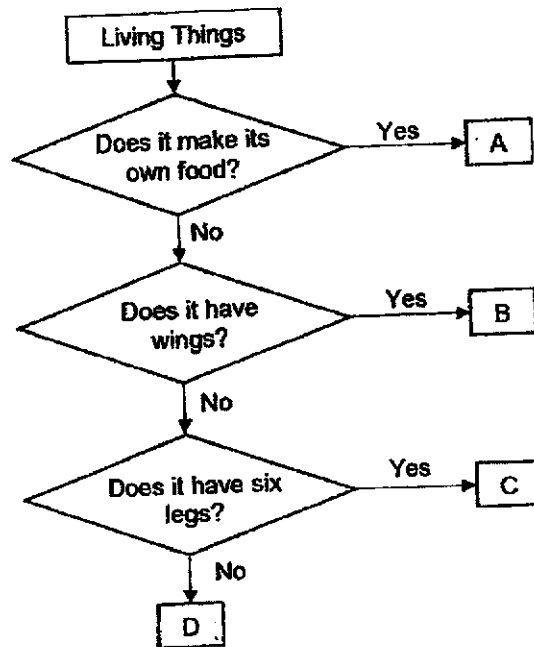 Living Things
Does it make its
own food?
Yes
A
No
Does it have
wings?
Yes
B
No
Does it have six
legs?
Yes
C
No
D